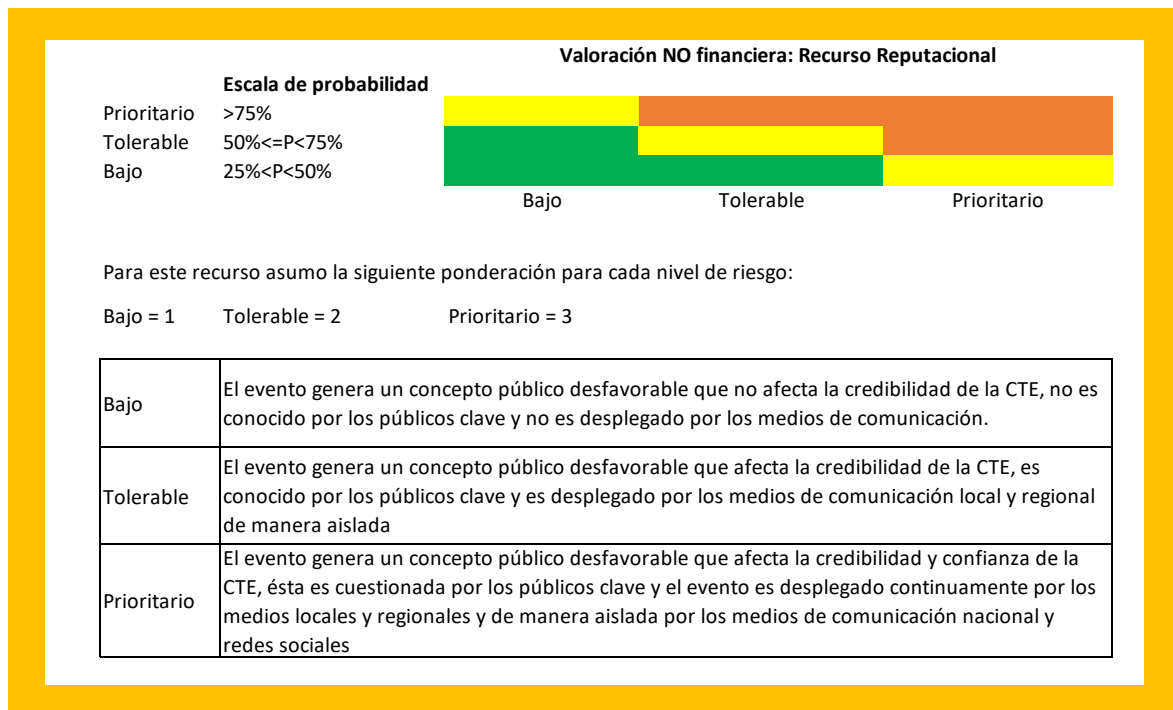 Valoración NO financiera: Recurso Reputacional
Escala de probabilidad
Prioritario >75%
Tolerable 50%<=P<75%
Bajo 25%<P<50%
Bajo Tolerable Prioritario
Para este recurso asumo la siguiente ponderación para cada nivel de riesgo:
Bajo = 1 Tolerable = 2 Prioritario = 3
Bajo
El evento genera un concepto público desfavorable que no afecta la credibilidad de la CTE, no es
conocido por los públicos clave y no es desplegado por los medios de comunicación.
Tolerable
El evento genera un concepto público desfavorable que afecta la credibilidad de la CTE, es
conocido por los públicos clave y es desplegado por los medios de comunicación local y regional
de manera aislada
Prioritario
El evento genera un concepto público desfavorable que afecta la credibilidad y confianza de la
CTE, ésta es cuestionada por los públicos clave y el evento es desplegado continuamente por los
medios locales y regionales y de manera aislada por los medios de comunicación nacional y
redes sociales